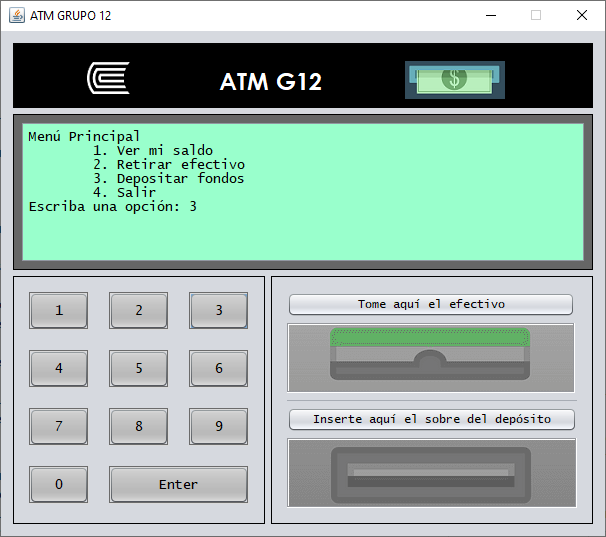 ATM GRUPO 12
ATM G12
$
Menú Principal
1. Ver mi saldo
2. Retirar efectivo
3. Depositar fondos
4. Salir
Escriba una opción: 3
1 2 3
4 5 6
7 8 9
0 Enter
Tome aquí el efectivo
Inserte aquí el sobre del depósito